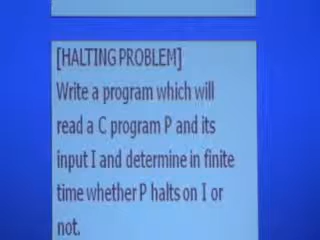 [HALTING PROBLEM]
Write a program which will
read a C program P and its
input I and determine in finite
time whether P halts on I or
not.